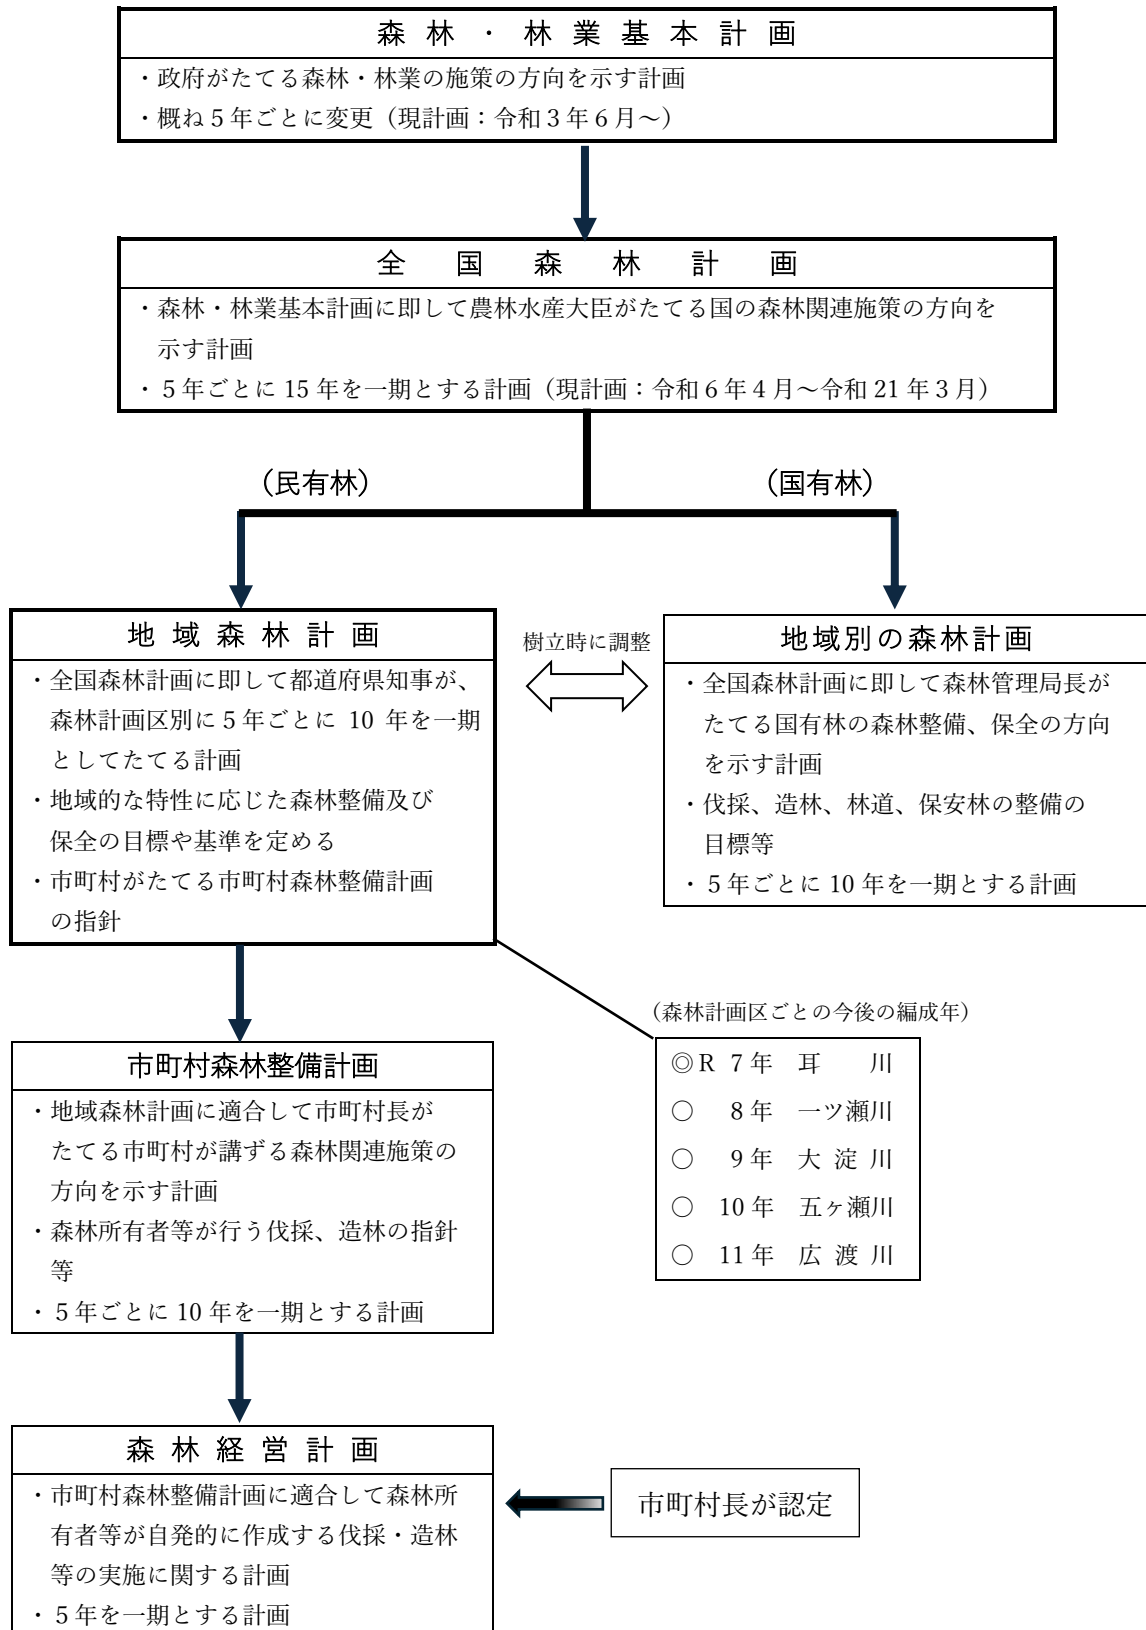 森林・林業基本計画
・政府がたてる森林・林業の施策の方向を示す計画
・概ね５年ごとに変更（現計画：令和３年６月～）
全国森林計画
・森林・林業基本計画に即して農林水産大臣がたてる国の森林関連施策の方向を
示す計画
・５年ごとに 15 年を一期とする計画（現計画：令和６年４月～令和 21 年３月）
（民有林）
（国有林）
地域森林計画
・全国森林計画に即して都道府県知事が、
森林計画区別に５年ごとに 10 年を一期
としてたてる計画
・地域的な特性に応じた森林整備及び
保全の目標や基準を定める
・市町村がたてる市町村森林整備計画
の指針
樹立時に調整
地域別の森林計画
・全国森林計画に即して森林管理局長が
たてる国有林の森林整備、保全の方向
を示す計画
・伐採、造林、林道、保安林の整備の
目標等
・５年ごとに 10 年を一期とする計画
（森林計画区ごとの今後の編成年）
◎R ７年 耳川
○ ８年 一ツ瀬川
○ ９年 大淀川
○ 10 年 五ヶ瀬川
○ 11 年 広渡川
市町村森林整備計画
・地域森林計画に適合して市町村長が
たてる市町村が講ずる森林関連施策の
方向を示す計画
・森林所有者等が行う伐採、造林の指針
等
・５年ごとに 10 年を一期とする計画
森林経営計画
・市町村森林整備計画に適合して森林所
有者等が自発的に作成する伐採・造林
等の実施に関する計画
・５年を一期とする計画
市町村長が認定